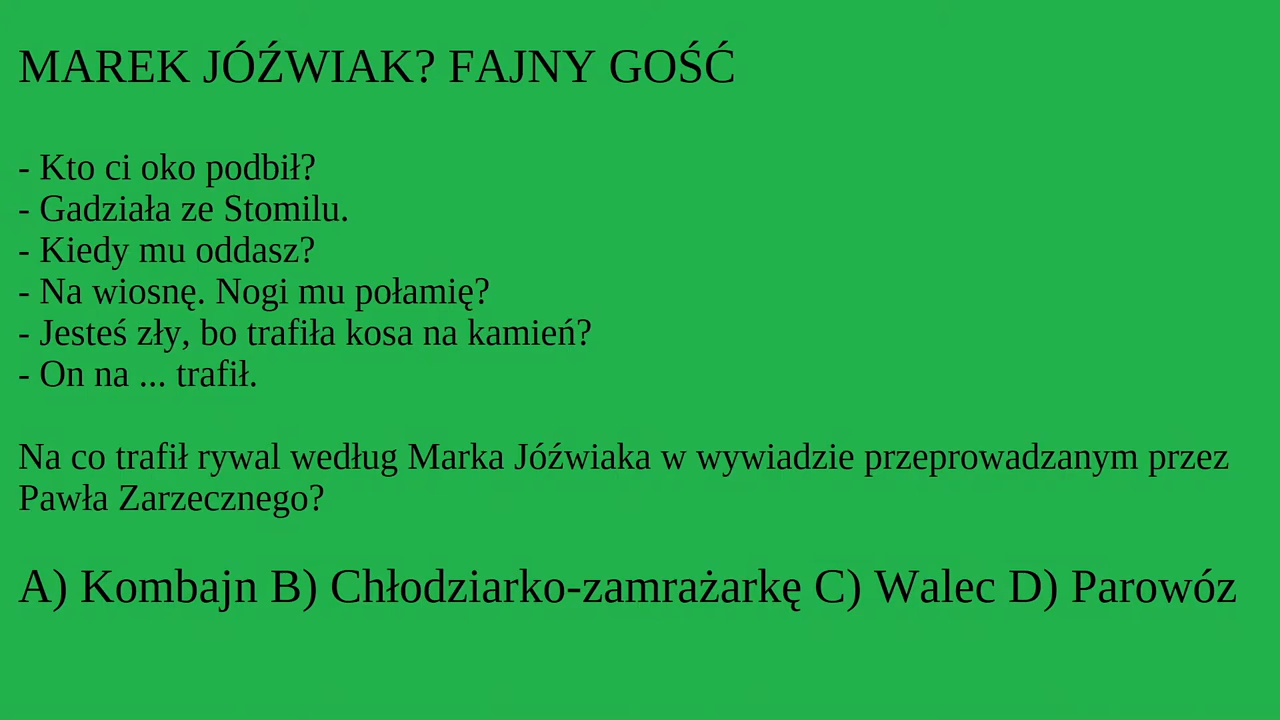 MAREK JÓŹWIAK? FAJNY GOŚĆ
- Kto ci oko podbił?
- Gadziała ze Stomilu.
- Kiedy mu oddasz?
- Na wiosnę. Nogi mu połamię?
- Jesteś zły, bo trafiła kosa na kamień?
- On na ... trafił.
Na co trafił rywal według Marka Jóźwiaka w wywiadzie przeprowadzanym przez
Pawła Zarzecznego?
A) Kombajn B) Chłodziarko-zamrażarkę C) Walec D) Parowóz